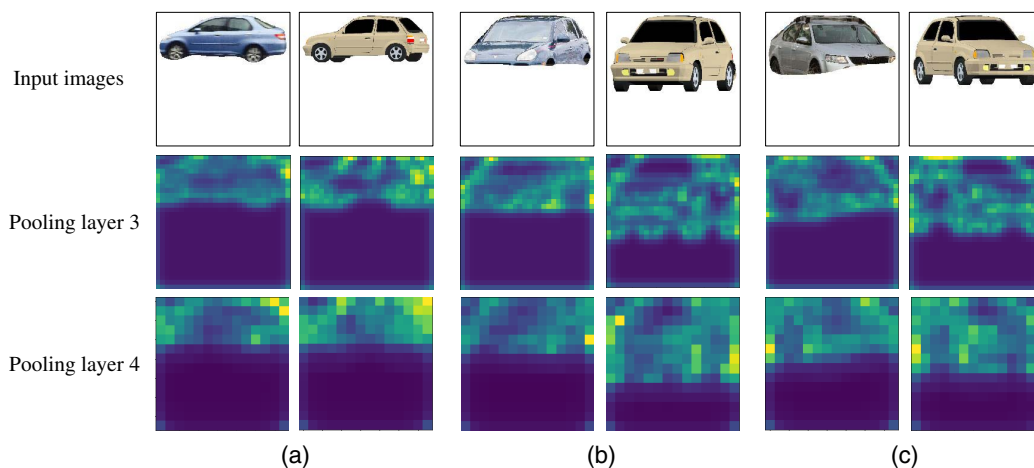 Input images
Pooling layer 3
Pooling layer 4
(a) (b) (c)